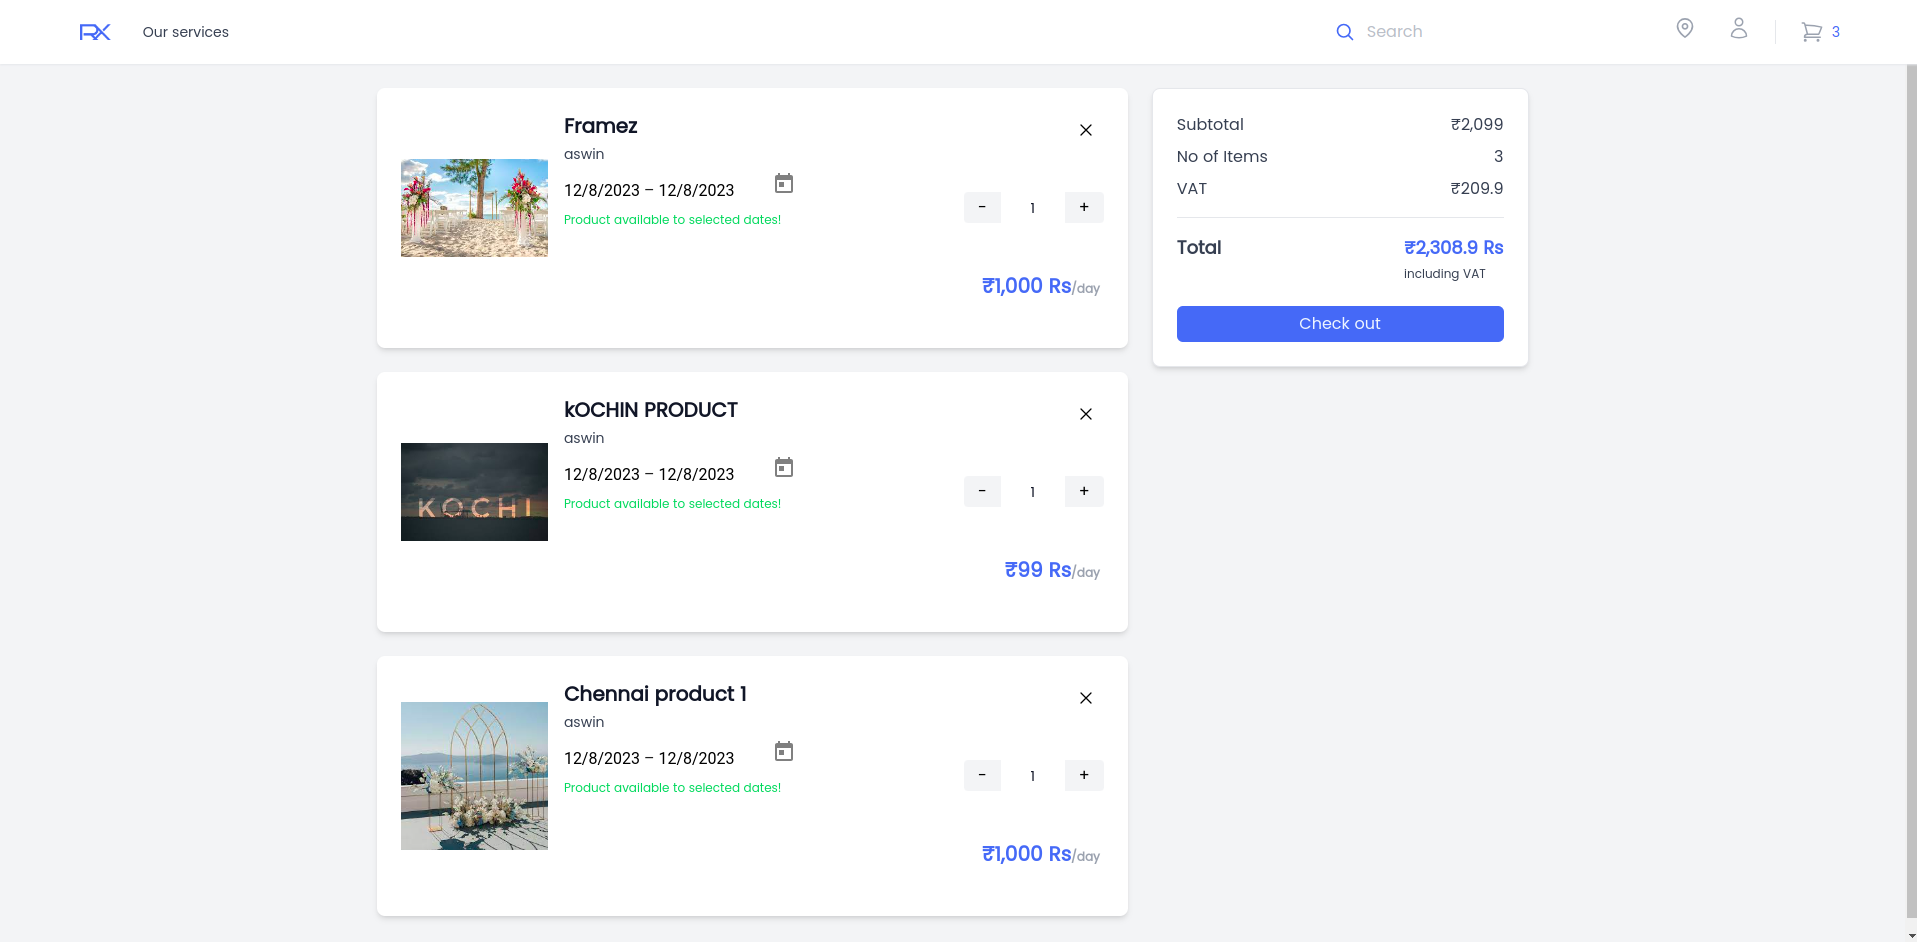 RX
Our services
Search
3
Framez
aswin
12/8/2023 – 12/8/2023
Product available to selected dates!
- 1 +
₹1,000 Rs/day
kOCHIN PRODUCT
aswin
12/8/2023 – 12/8/2023
Product available to selected dates!
- 1 +
₹99 Rs/day
KOCHI
Chennai product 1
aswin
12/8/2023 – 12/8/2023
Product available to selected dates!
- 1 +
₹1,000 Rs/day
Subtotal ₹2,099
No of Items 3
VAT ₹209.9
Total ₹2,308.9 Rs
including VAT
Check out